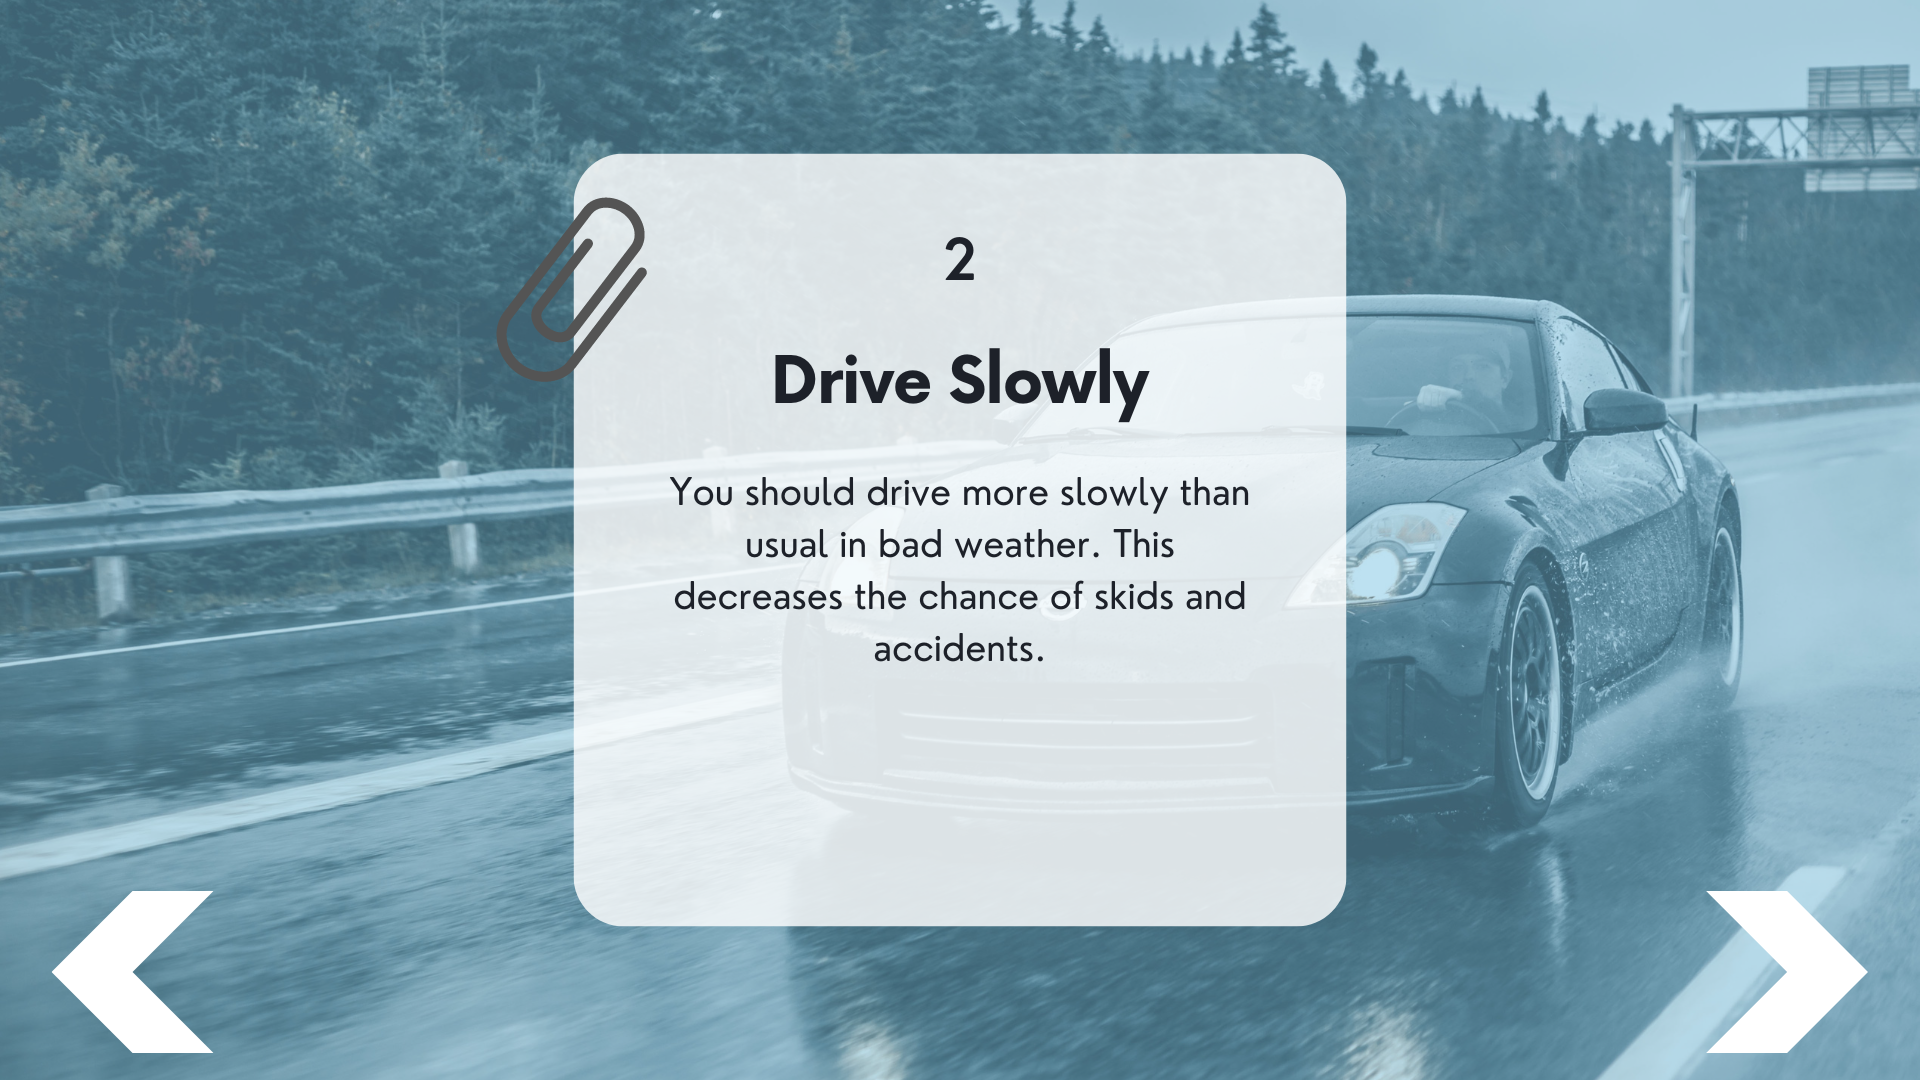 2
Drive Slowly
You should drive more slowly than
usual in bad weather. This
decreases the chance of skids and
accidents.